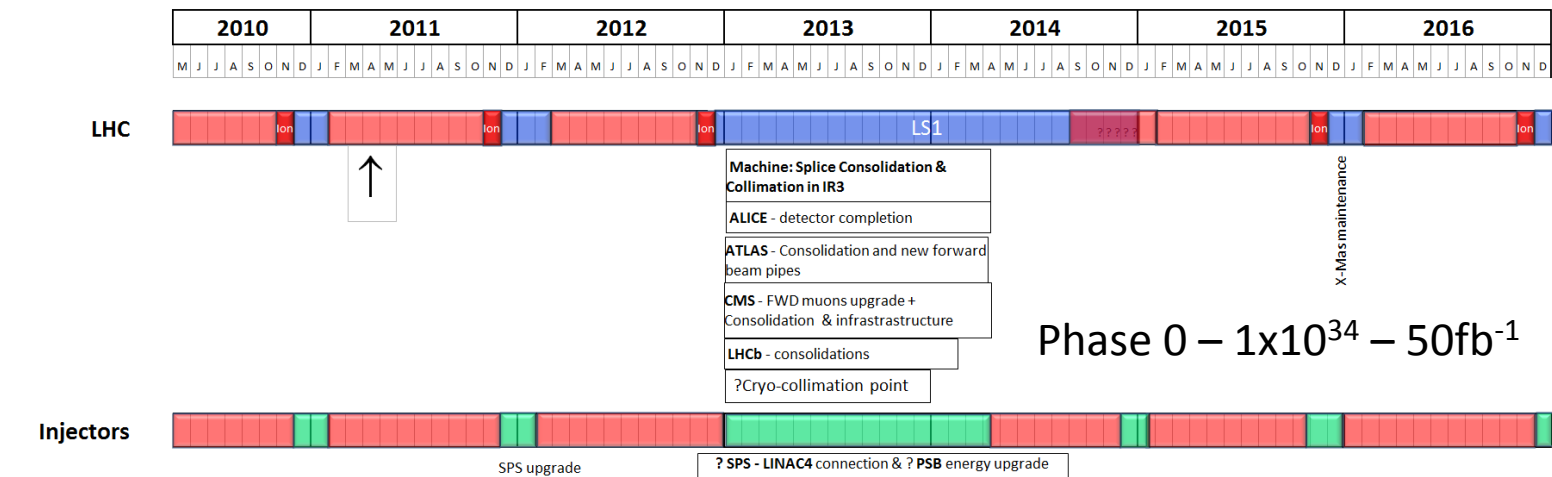 2010 2011 2012 2013 2014 2015 2016
M J J A S O N D J F M A M J J A S O N D J F M A M J J A S O N D J F M A M J J A S O N D J F M A M J J A S O N D J F M A M J J A S O N D J F M A M J J A S O N D
LHC
Ion Ion Ion LS1 ????? Ion Ion
Machine: Splice Consolidation &
Collimation in IR3
ALICE - detector completion
ATLAS - Consolidation and new forward
beam pipes
CMS - FWD muons upgrade +
Consolidation & infrastrastructure
LHCb - consolidations
?Cryo-collimation point
X-Mas maintenance
Phase 0 – 1x10³⁴ – 50fb⁻¹
Injectors
SPS upgrade
? SPS - LINAC4 connection & ? PSB energy upgrade